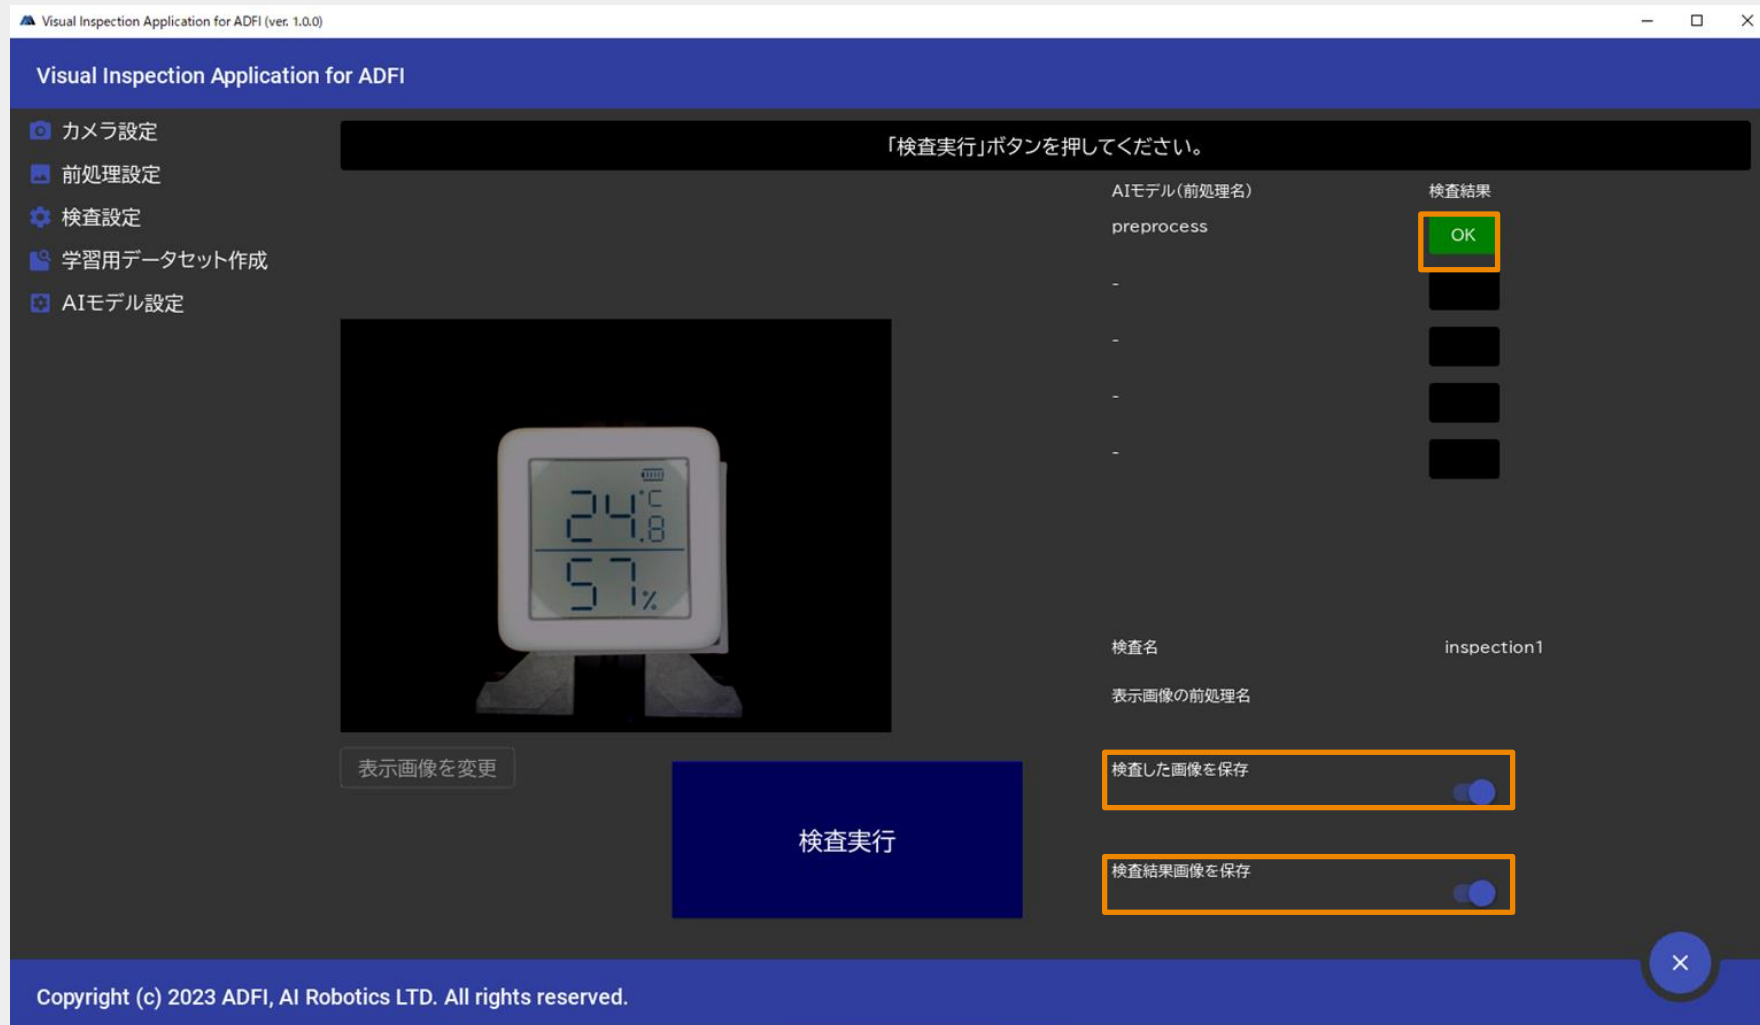 Visual Inspection Application for ADFI (ver. 1.0.0)
Visual Inspection Application for ADFI
カメラ設定
前処理設定
検査設定
学習用データセット作成
AIモデル設定
「検査実行」ボタンを押してください。
AIモデル(前処理名) 検査結果
preprocess OK
-
-
-
-
24.8 °C
57%
検査名 inspection1
表示画像の前処理名
表示画像を変更
検査実行
検査した画像を保存
検査結果画像を保存
Copyright (c) 2023 ADFI, AI Robotics LTD. All rights reserved.